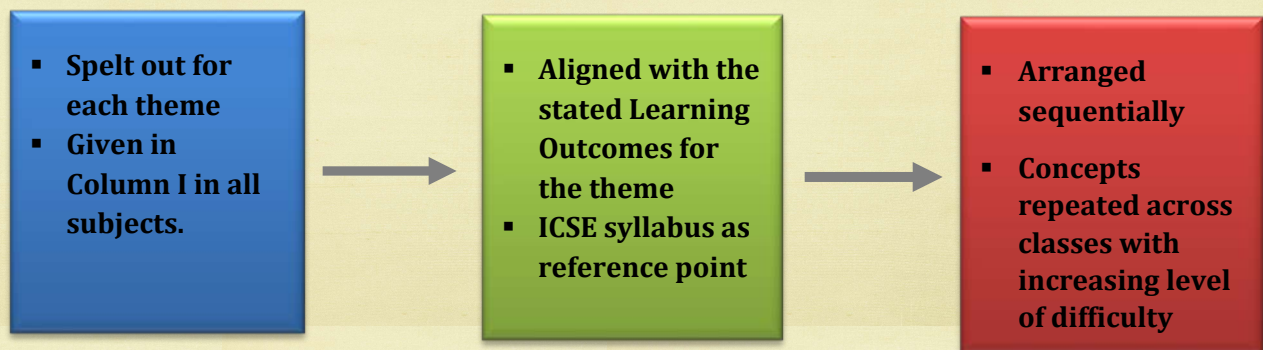 ▪ Spelt out for
each theme
▪ Given in
Column I in all
subjects.
▪ Aligned with the
stated Learning
Outcomes for
the theme
▪ ICSE syllabus as
reference point
▪ Arranged
sequentially
▪ Concepts
repeated across
classes with
increasing level
of difficulty